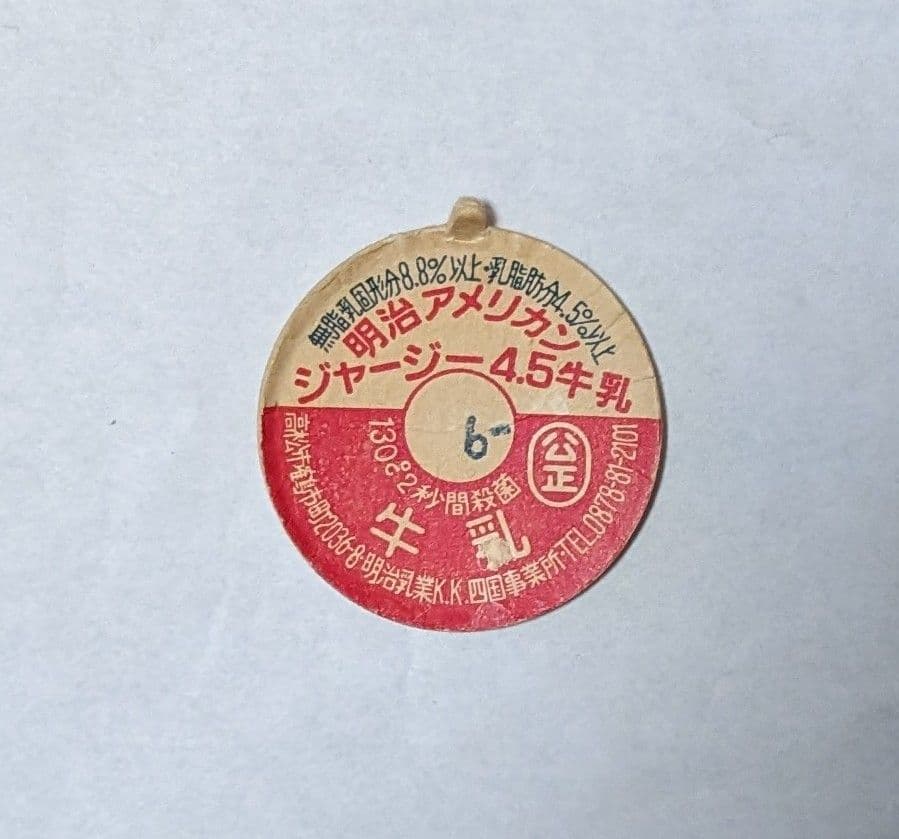 無脂乳固形分8.8%以上・乳脂肪分4.5%以上
明治アメリカン
ジャージー4.5牛乳
6-
公正
130℃2秒間殺菌
牛乳
高松市鶴市町2036-8・明治乳業K.K.四国事業所・TEL0878-81-2101